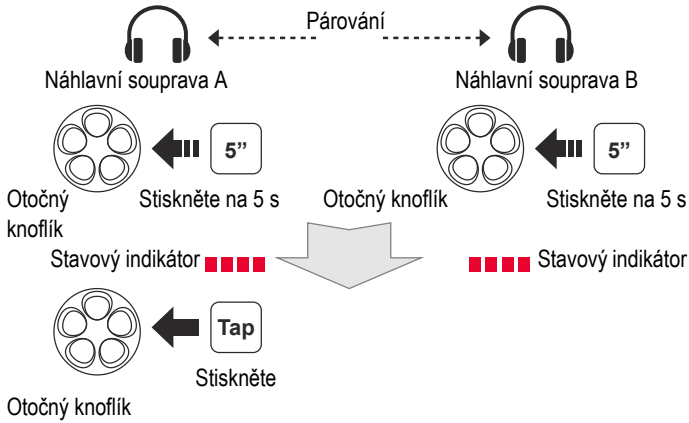 Párování
Náhlavní souprava A
Náhlavní souprava B
5”
5”
Otočný
knoflík
Stiskněte na 5 s
Otočný knoflík
Stiskněte na 5 s
Stavový indikátor
Stavový indikátor
Tap
Stiskněte
Otočný knoflík